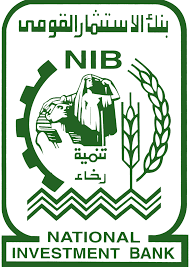 بنك الاستثمار القومى
NIB
تنمية
رخاء
NATIONAL
INVESTMENT BANK